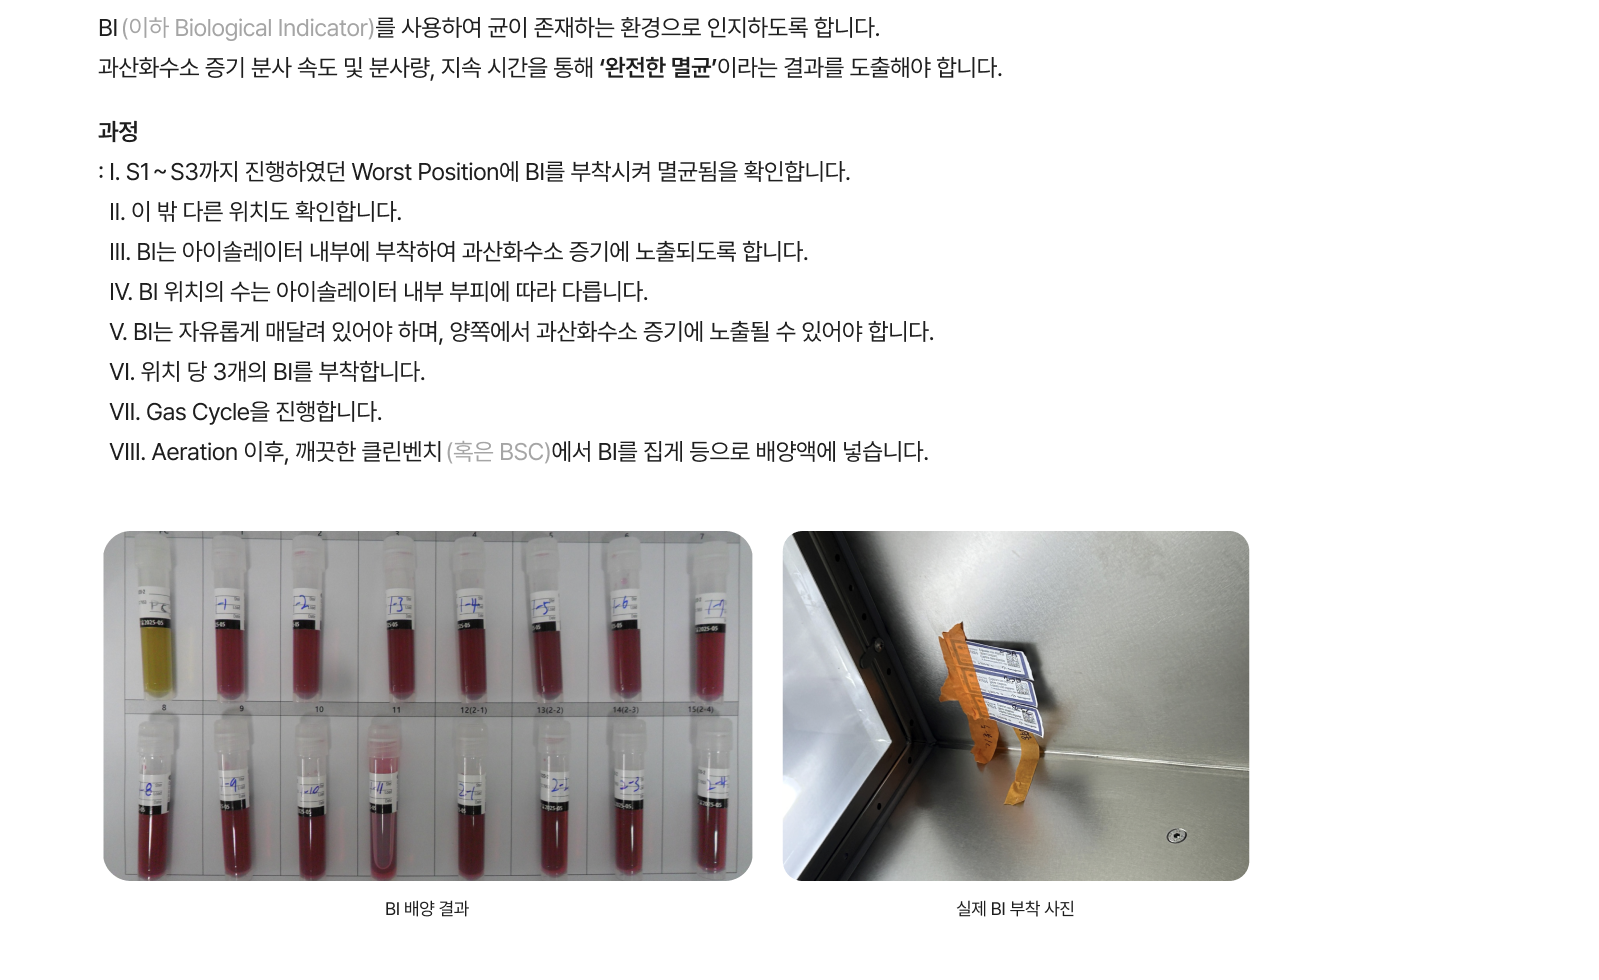 BI(이하 Biological Indicator)를 사용하여 균이 존재하는 환경으로 인지하도록 합니다.
과산화수소 증기 분사 속도 및 분사량, 지속 시간을 통해 ‘완전한 멸균’이라는 결과를 도출해야 합니다.
과정
: I. S1~S3까지 진행하였던 Worst Position에 BI를 부착시켜 멸균됨을 확인합니다.
II. 이 밖 다른 위치도 확인합니다.
III. BI는 아이솔레이터 내부에 부착하여 과산화수소 증기에 노출되도록 합니다.
IV. BI 위치의 수는 아이솔레이터 내부 부피에 따라 다릅니다.
V. BI는 자유롭게 매달려 있어야 하며, 양쪽에서 과산화수소 증기에 노출될 수 있어야 합니다.
VI. 위치 당 3개의 BI를 부착합니다.
VII. Gas Cycle을 진행합니다.
VIII. Aeration 이후, 깨끗한 클린벤치(혹은 BSC)에서 BI를 집게 등으로 배양액에 넣습니다.
PC -1 -2 1-3 1-4 1-5 -6 1-7
8 9 10 11 12(2-1) 13(2-2) 14(2-3) 15(2-4)
-8 -9 -10 -11 2-1 2-2 2-3 2-4
BI 배양 결과
실제 BI 부착 사진